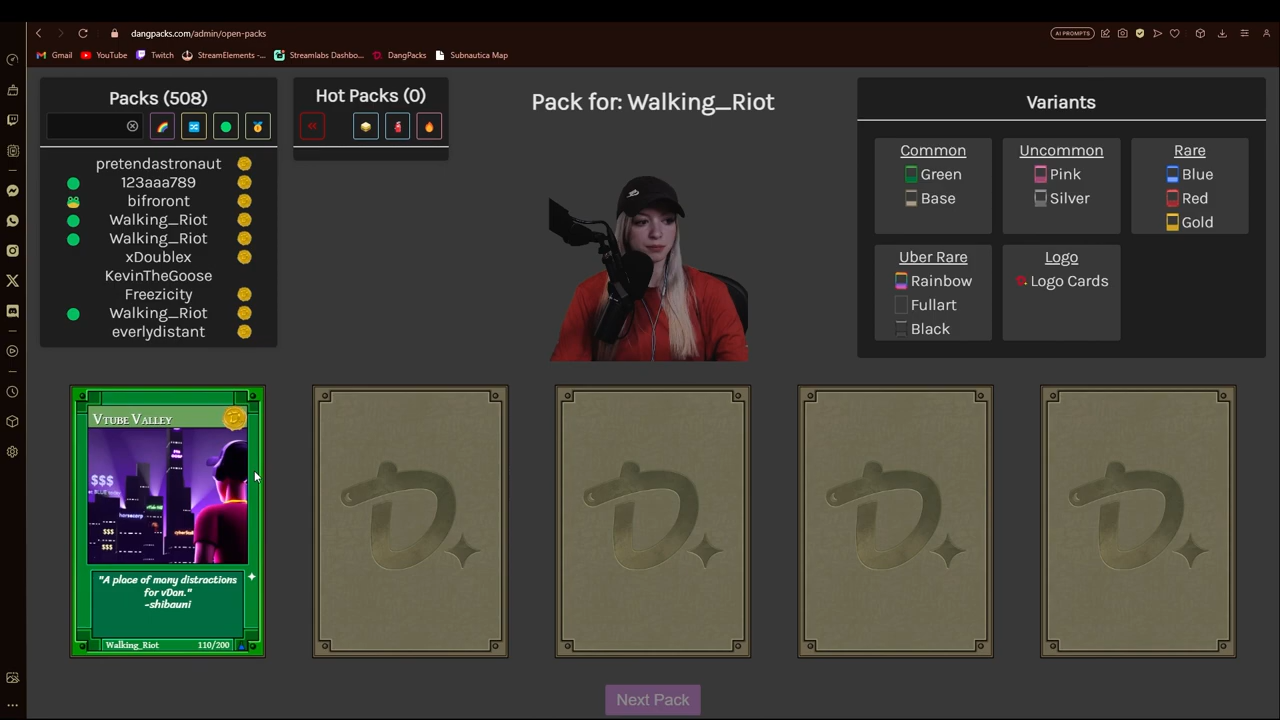 dangpacks.com/admin/open-packs
AI PROMPTS
Gmail YouTube Twitch StreamElements -... Streamlabs Dashbo... DangPacks Subnautica Map
Packs (508)
pretendastronaut
123aaa789
bifroront
Walking_Riot
Walking_Riot
xDoublex
KevinTheGoose
Freezicity
Walking_Riot
everlydistant
Hot Packs (0)
Pack for: Walking_Riot
Variants
Common
Green
Base
Uncommon
Pink
Silver
Rare
Blue
Red
Gold
Uber Rare
Rainbow
Fullart
Black
Logo
Logo Cards
VTUBE VALLEY
$$$
$$$
$$$
"A place of many distractions
for vDan."
-shibauni
Walking_Riot 110/200
Next Pack